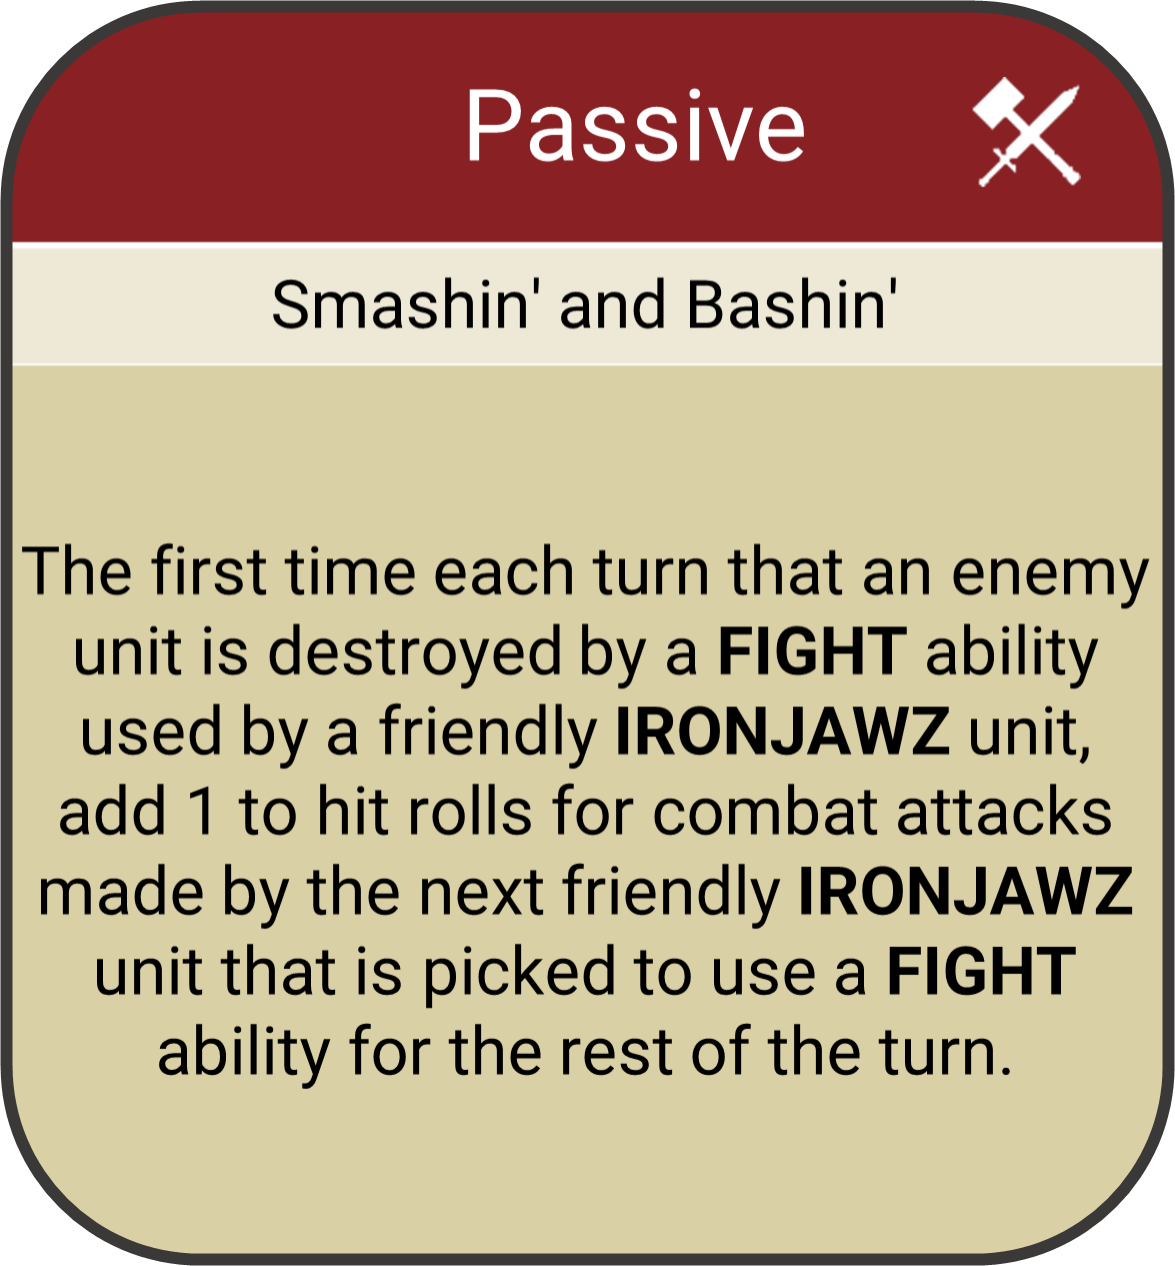 Passive
Smashin' and Bashin'
The first time each turn that an enemy
unit is destroyed by a FIGHT ability
used by a friendly IRONJAWZ unit,
add 1 to hit rolls for combat attacks
made by the next friendly IRONJAWZ
unit that is picked to use a FIGHT
ability for the rest of the turn.